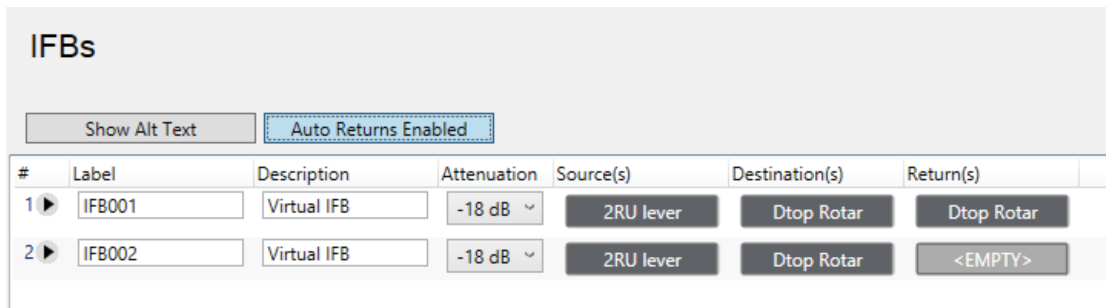 IFBs
Show Alt Text Auto Returns Enabled
# Label Description Attenuation Source(s) Destination(s) Return(s)
1 IFB001 Virtual IFB -18 dB 2RU lever Dtop Rotar Dtop Rotar
2 IFB002 Virtual IFB -18 dB 2RU lever Dtop Rotar <EMPTY>